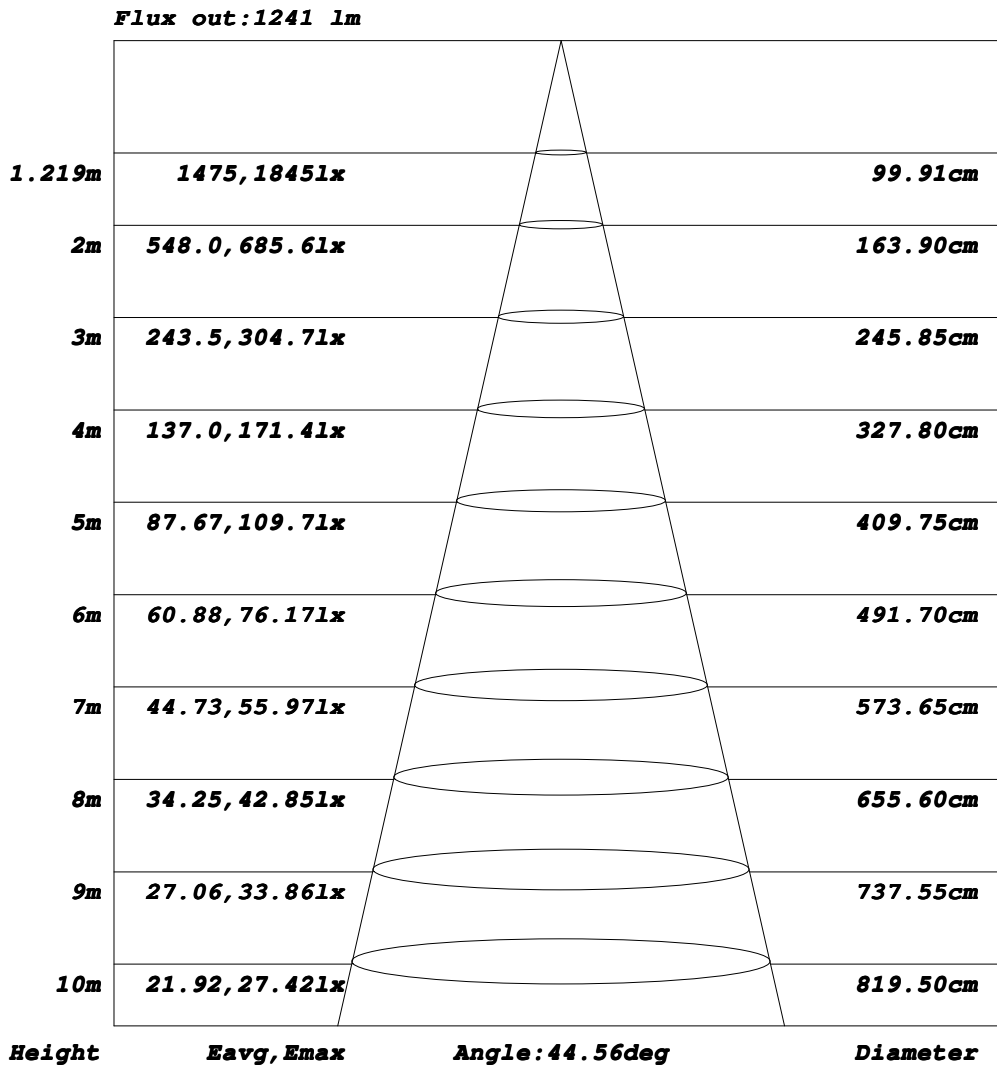 Flux out:1241 lm
1.219m 1475,1845lx 99.91cm
2m 548.0,685.6lx 163.90cm
3m 243.5,304.7lx 245.85cm
4m 137.0,171.4lx 327.80cm
5m 87.67,109.7lx 409.75cm
6m 60.88,76.17lx 491.70cm
7m 44.73,55.97lx 573.65cm
8m 34.25,42.85lx 655.60cm
9m 27.06,33.86lx 737.55cm
10m 21.92,27.42lx 819.50cm
Height Eavg,Emax Angle:44.56deg Diameter